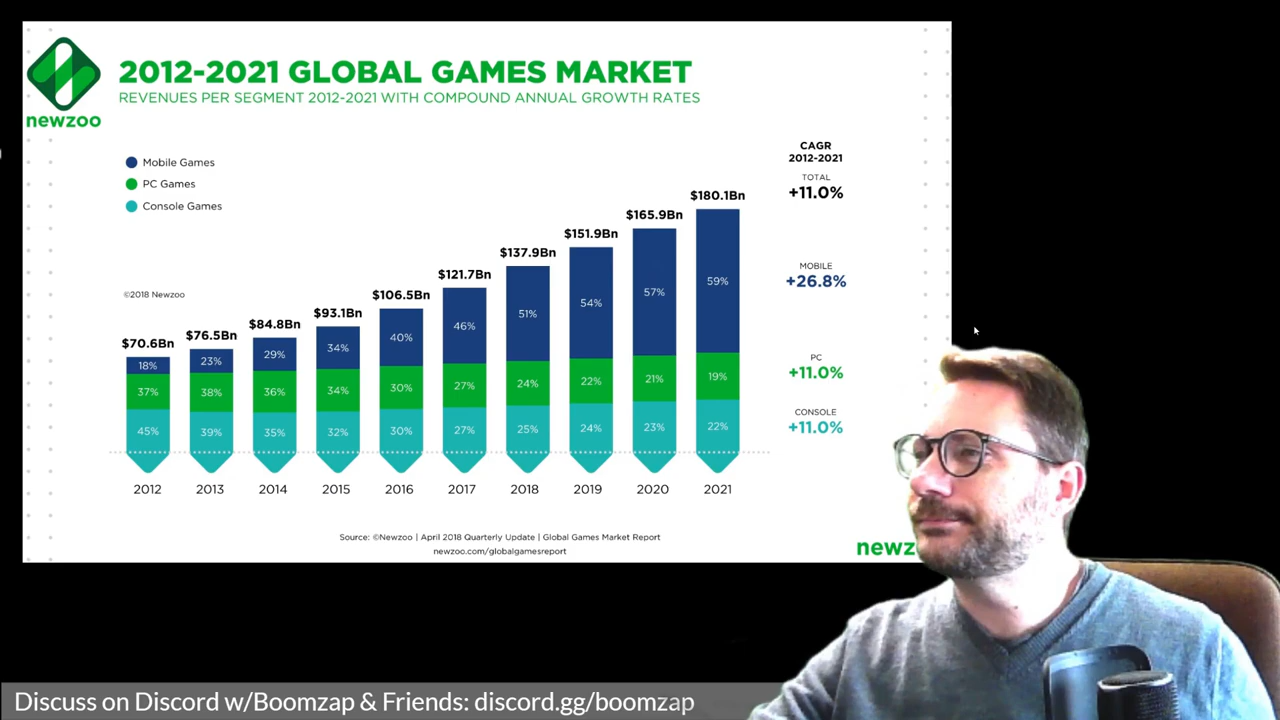 2012-2021 GLOBAL GAMES MARKET
REVENUES PER SEGMENT 2012-2021 WITH COMPOUND ANNUAL GROWTH RATES
newzoo
Mobile Games
PC Games
Console Games
©2018 Newzoo
CAGR
2012-2021
TOTAL
+11.0%
MOBILE
+26.8%
PC
+11.0%
CONSOLE
+11.0%
$70.6Bn
$76.5Bn
$84.8Bn
$93.1Bn
$106.5Bn
$121.7Bn
$137.9Bn
$151.9Bn
$165.9Bn
$180.1Bn
18% 23% 29% 34% 40% 46% 51% 54% 57% 59%
37% 38% 36% 34% 30% 27% 24% 22% 21% 19%
45% 39% 35% 32% 30% 27% 25% 24% 23% 22%
2012 2013 2014 2015 2016 2017 2018 2019 2020 2021
Source: ©Newzoo | April 2018 Quarterly Update | Global Games Market Report
newzoo.com/globalgamesreport
newz
Discuss on Discord w/Boomzap & Friends: discord.gg/boomzap